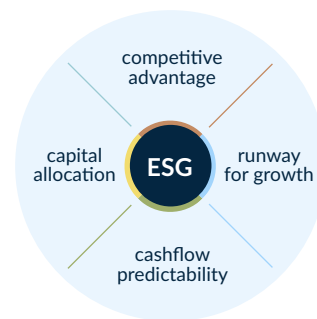 competitive
advantage
capital
allocation
ESG
runway
for growth
cashflow
predictability